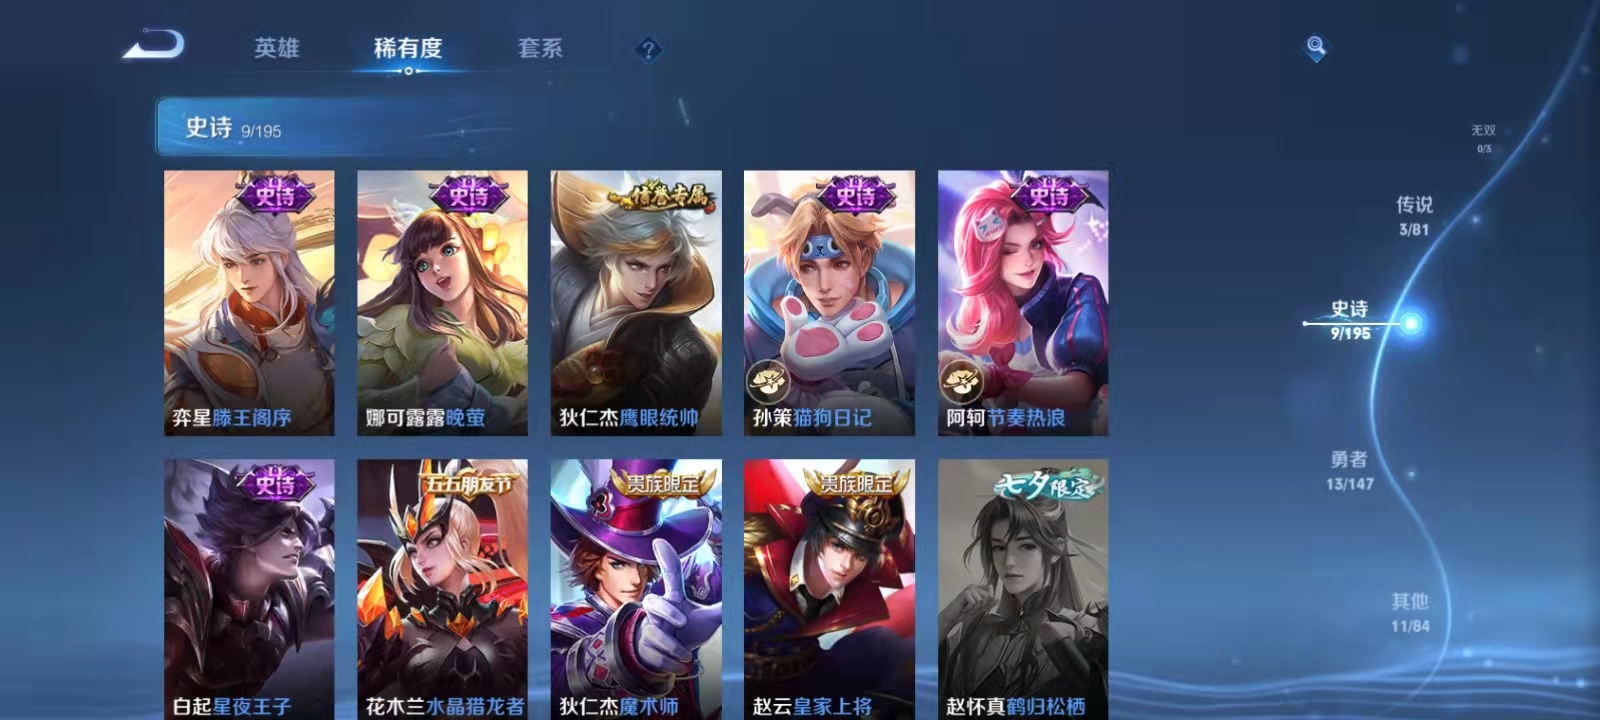 英雄 稀有度 套系 ?
史诗 9/195
无双
0/3
传说
3/81
史诗
9/195
勇者
13/147
其他
11/84
史诗 史诗 信誉专属 史诗 史诗
弈星滕王阁序 娜可露露晚萤 狄仁杰鹰眼统帅 孙策猫狗日记 阿轲节奏热浪
史诗 五五朋友节 贵族限定 贵族限定 七夕限定
白起星夜王子 花木兰水晶猎龙者 狄仁杰魔术师 赵云皇家上将 赵怀真鹤归松栖